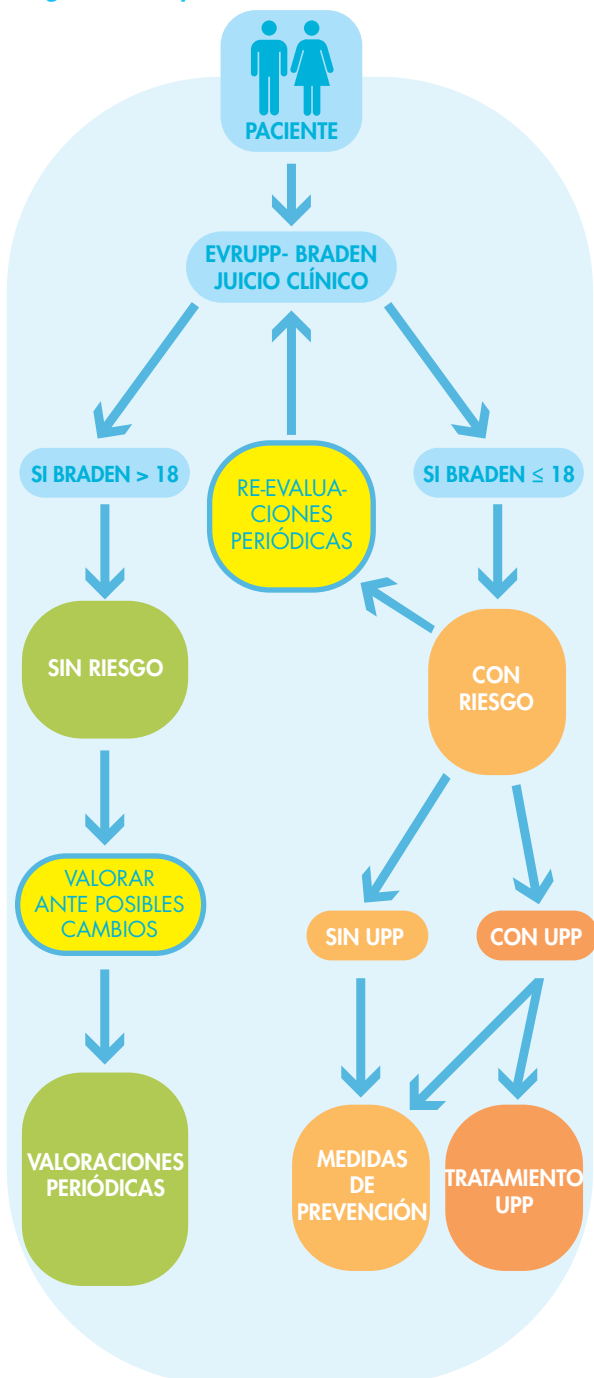 PACIENTE
EVRUPP- BRADEN
JUICIO CLÍNICO
SI BRADEN > 18
RE-EVALUA-
CIONES
PERIÓDICAS
SI BRADEN ≤ 18
SIN RIESGO
CON
RIESGO
VALORAR
ANTE POSIBLES
CAMBIOS
SIN UPP
CON UPP
VALORACIONES
PERIÓDICAS
MEDIDAS
DE
PREVENCIÓN
TRATAMIENTO
UPP